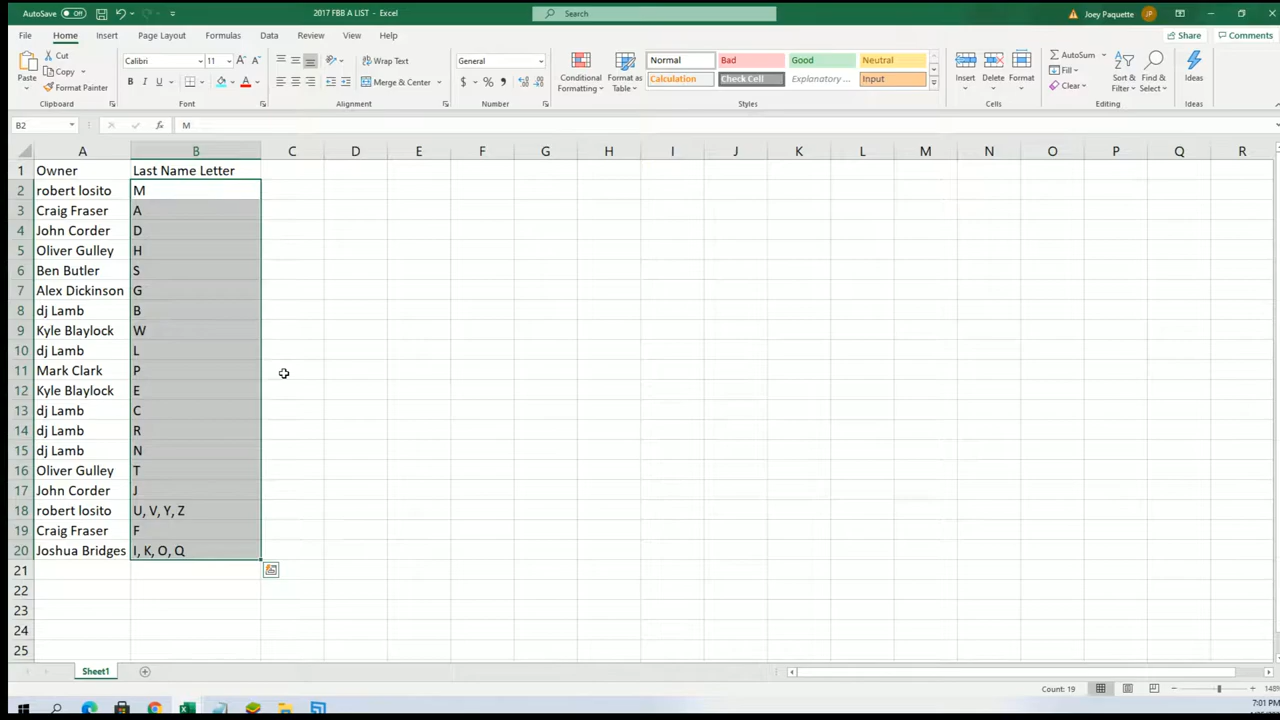 AutoSave Off 2017 FBB A LIST - Excel Search Joey Paquette JP
File Home Insert Page Layout Formulas Data Review View Help Share Comments
Paste Cut Copy Format Painter Clipboard
Calibri 11 A A B I U A Font
ab Wrap Text Merge & Center Alignment
General $ % , Number
Conditional Formatting Format as Table
Normal Bad Good Neutral
Calculation Check Cell Explanatory ... Input
Styles
Insert Delete Format Cells
AutoSum Fill Clear Sort & Filter Find & Select Editing
Ideas Ideas
B2 fx M
A B C D E F G H I J K L M N O P Q R
1 Owner Last Name Letter
2 robert losito M
3 Craig Fraser A
4 John Corder D
5 Oliver Gulley H
6 Ben Butler S
7 Alex Dickinson G
8 dj Lamb B
9 Kyle Blaylock W
10 dj Lamb L
11 Mark Clark P
12 Kyle Blaylock E
13 dj Lamb C
14 dj Lamb R
15 dj Lamb N
16 Oliver Gulley T
17 John Corder J
18 robert losito U, V, Y, Z
19 Craig Fraser F
20 Joshua Bridges I, K, O, Q
21
22
23
24
25
Sheet1
Count: 19
7:01 PM